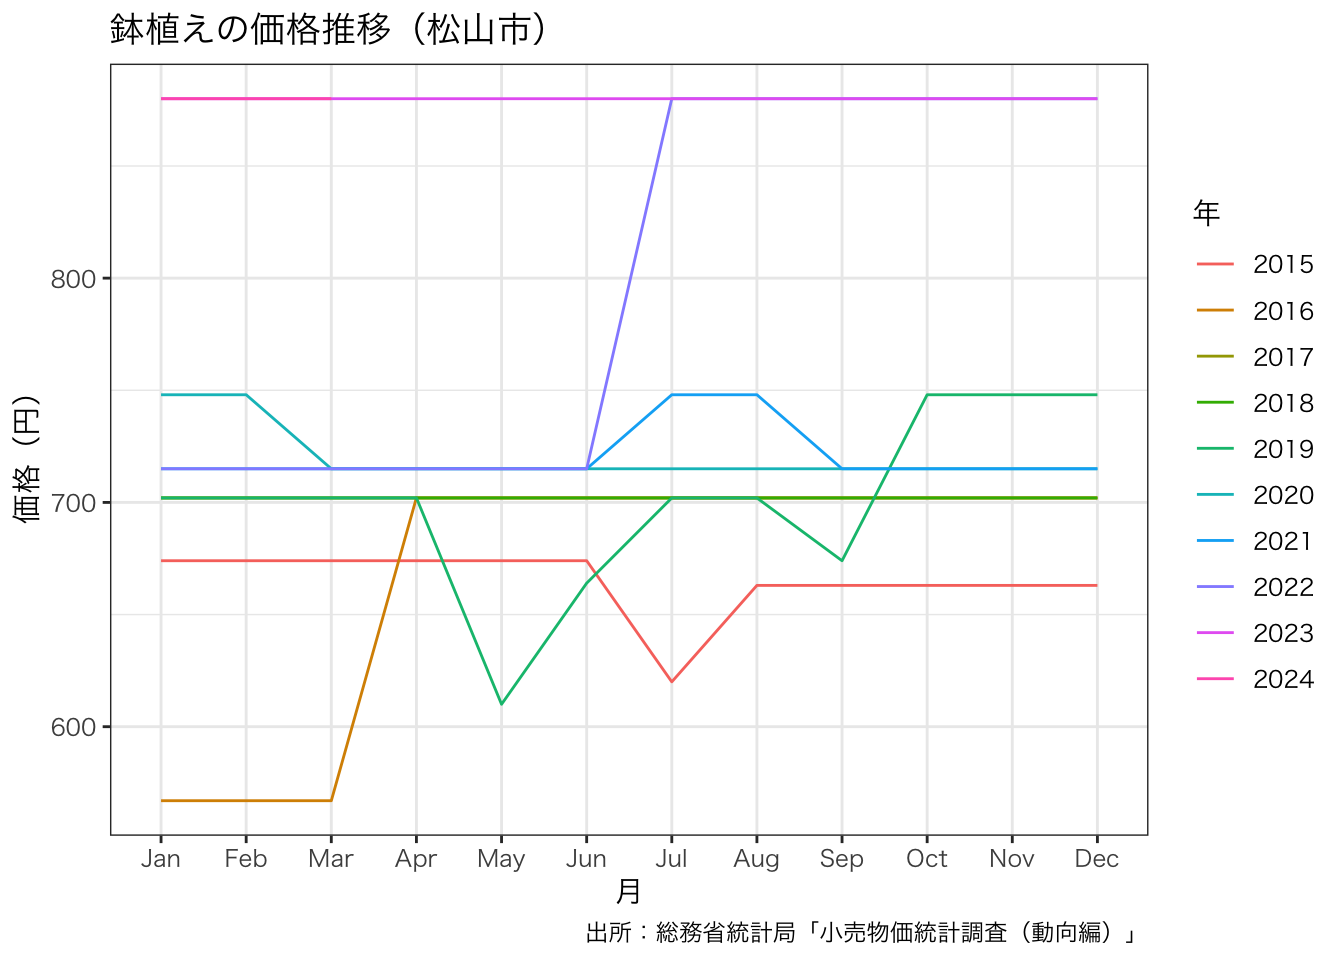 鉢植えの価格推移（松山市）
価格（円）
800
700
600
Jan Feb Mar Apr May Jun Jul Aug Sep Oct Nov Dec
月
年
2015
2016
2017
2018
2019
2020
2021
2022
2023
2024
出所：総務省統計局「小売物価統計調査（動向編）」